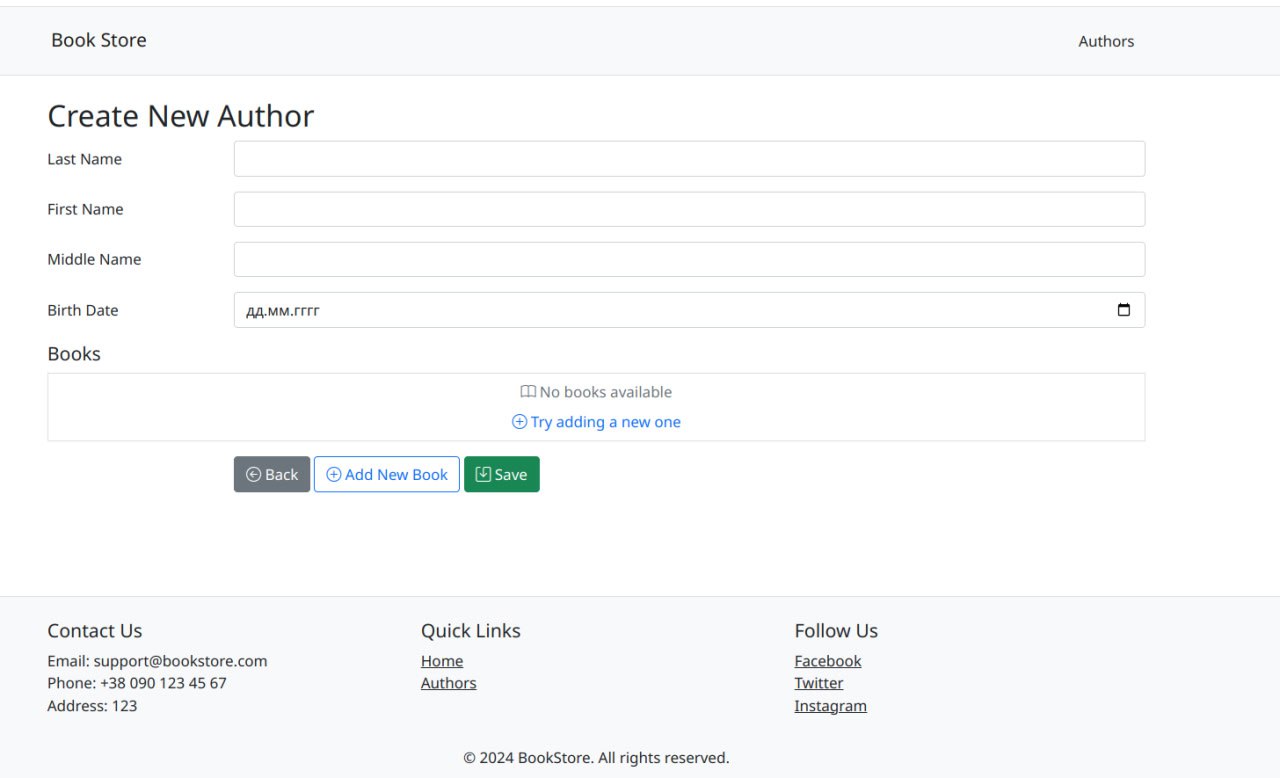 Book Store
Authors
Create New Author
Last Name
First Name
Middle Name
Birth Date
дд.мм.гггг
Books
No books available
Try adding a new one
Back
Add New Book
Save
Contact Us
Email: support@bookstore.com
Phone: +38 090 123 45 67
Address: 123
Quick Links
Home
Authors
Follow Us
Facebook
Twitter
Instagram
© 2024 BookStore. All rights reserved.